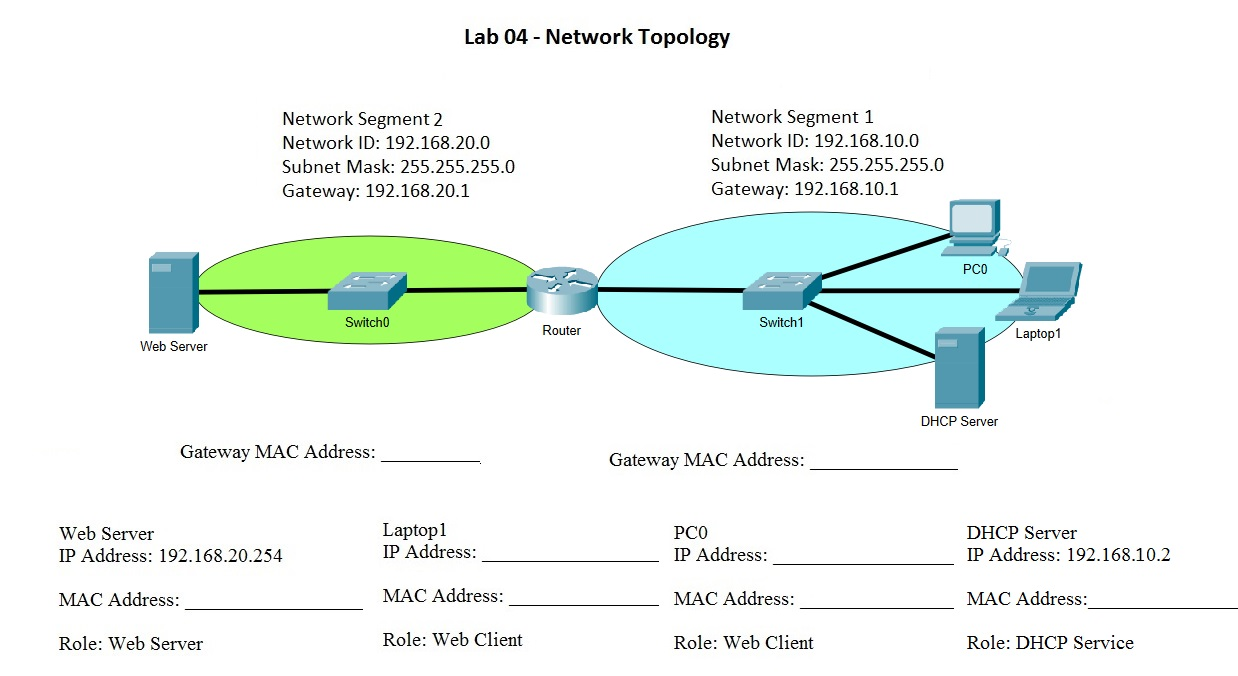 Lab 04 - Network Topology
Network Segment 2
Network ID: 192.168.20.0
Subnet Mask: 255.255.255.0
Gateway: 192.168.20.1
Network Segment 1
Network ID: 192.168.10.0
Subnet Mask: 255.255.255.0
Gateway: 192.168.10.1
Web Server
Switch0
Router
Switch1
PC0
Laptop1
DHCP Server
Gateway MAC Address: __________
Gateway MAC Address: _______________
Web Server
IP Address: 192.168.20.254
MAC Address: __________________
Role: Web Server
Laptop1
IP Address: __________________
MAC Address: _______________
Role: Web Client
PC0
IP Address: __________________
MAC Address: _______________
Role: Web Client
DHCP Server
IP Address: 192.168.10.2
MAC Address:_______________
Role: DHCP Service